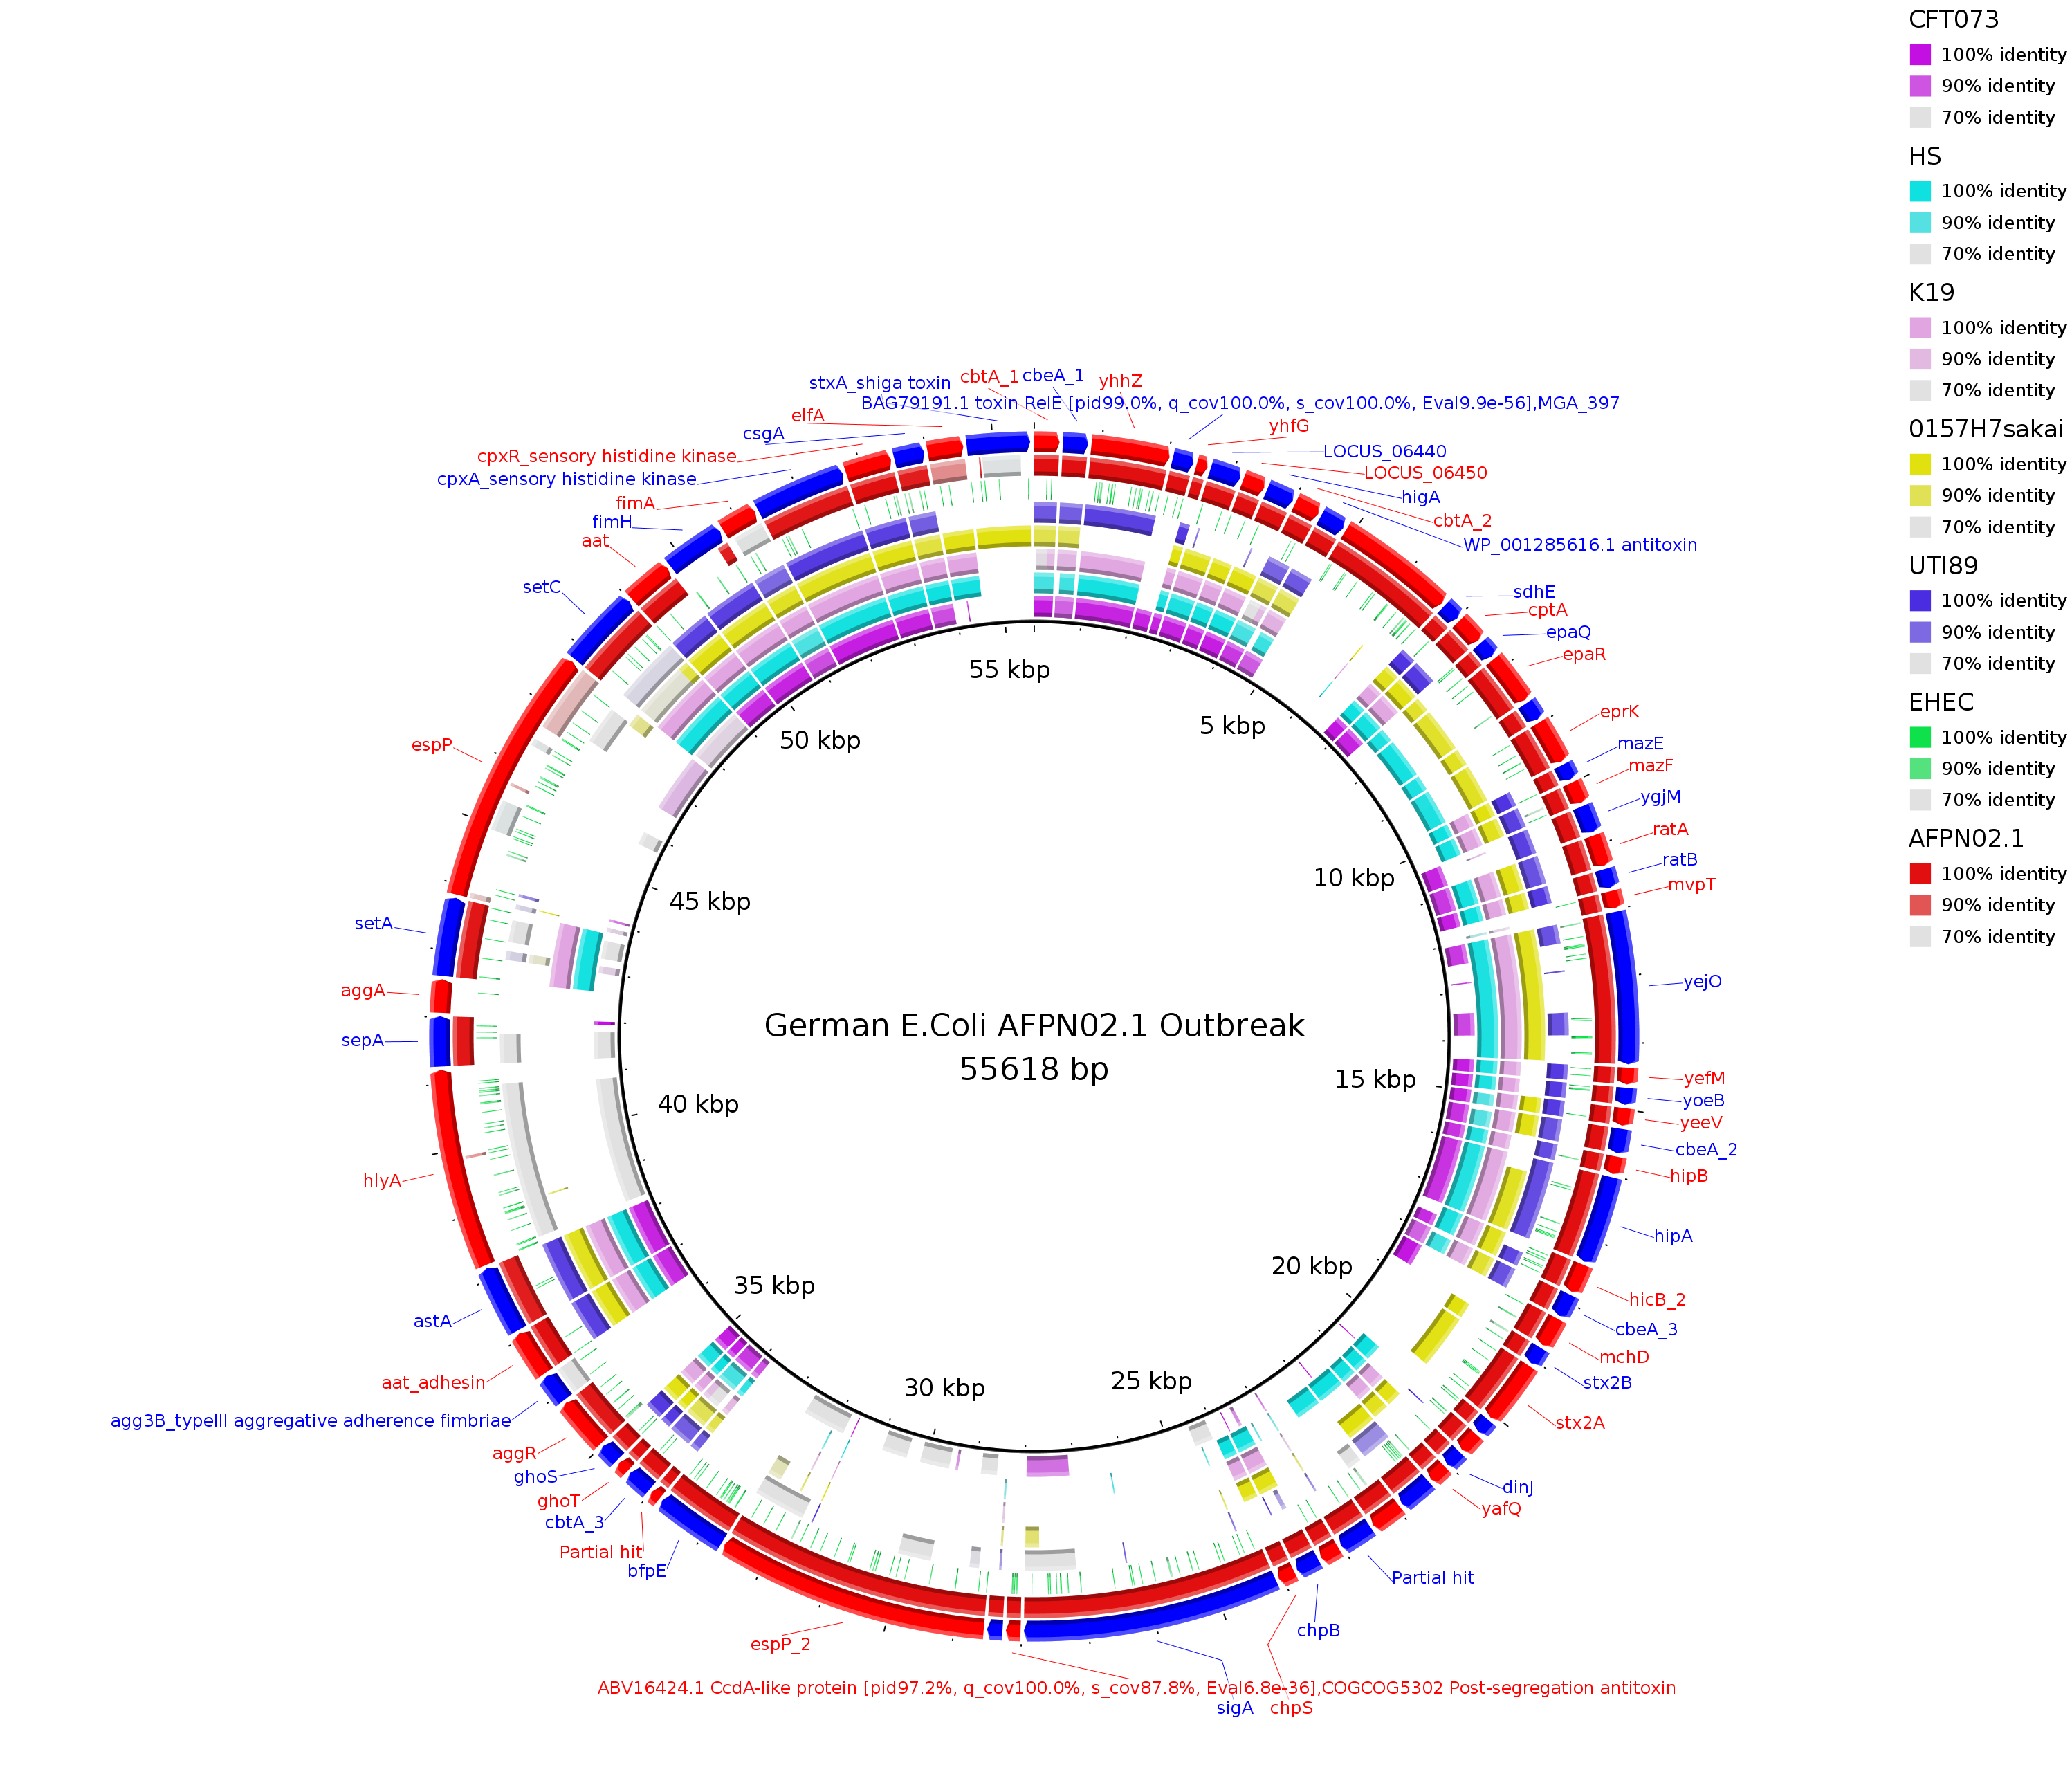 CFT073
100% identity
90% identity
70% identity
HS
100% identity
90% identity
70% identity
K19
100% identity
90% identity
70% identity
0157H7sakai
100% identity
90% identity
70% identity
UTI89
100% identity
90% identity
70% identity
EHEC
100% identity
90% identity
70% identity
AFPN02.1
100% identity
90% identity
70% identity
stxA_shiga toxin
cbtA_1
cbeA_1
yhhZ
BAG79191.1 toxin RelE [pid99.0%, q_cov100.0%, s_cov100.0%, Eval9.9e-56],MGA_397
elfA
yhfG
csgA
LOCUS_06440
cpxR_sensory histidine kinase
LOCUS_06450
cpxA_sensory histidine kinase
higA
fimA
cbtA_2
fimH
aat
WP_001285616.1 antitoxin
setC
sdhE
cptA
epaQ
epaR
55 kbp
eprK
5 kbp
50 kbp
espP
mazE
mazF
ygjM
ratA
ratB
10 kbp
mvpT
45 kbp
setA
yejO
aggA
German E.Coli AFPN02.1 Outbreak
sepA
55618 bp
15 kbp
yefM
40 kbp
yoeB
yeeV
cbeA_2
hlyA
hipB
hipA
20 kbp
35 kbp
hicB_2
astA
cbeA_3
mchD
25 kbp
aat_adhesin
stx2B
30 kbp
agg3B_typeIII aggregative adherence fimbriae
stx2A
aggR
ghoS
dinJ
ghoT
yafQ
cbtA_3
Partial hit
bfpE
Partial hit
chpB
espP_2
ABV16424.1 CcdA-like protein [pid97.2%, q_cov100.0%, s_cov87.8%, Eval6.8e-36],COGCOG5302 Post-segregation antitoxin
sigA
chpS